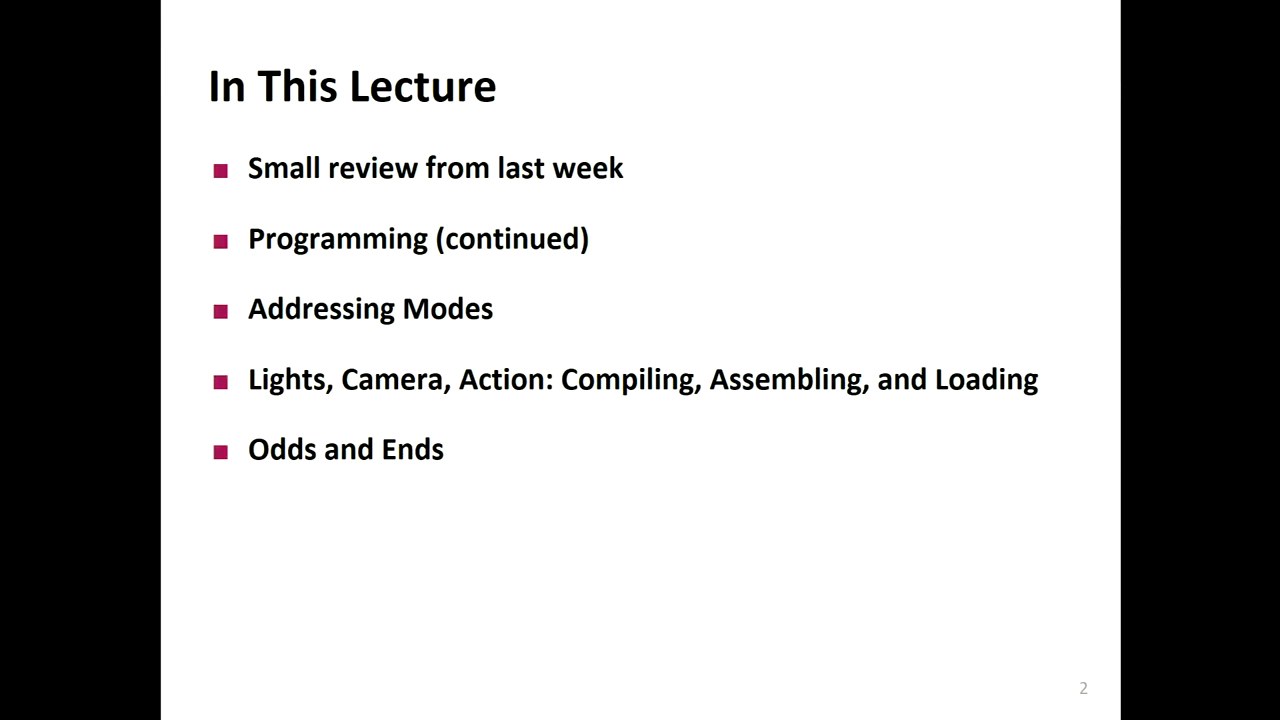 In This Lecture
Small review from last week
Programming (continued)
Addressing Modes
Lights, Camera, Action: Compiling, Assembling, and Loading
Odds and Ends
2